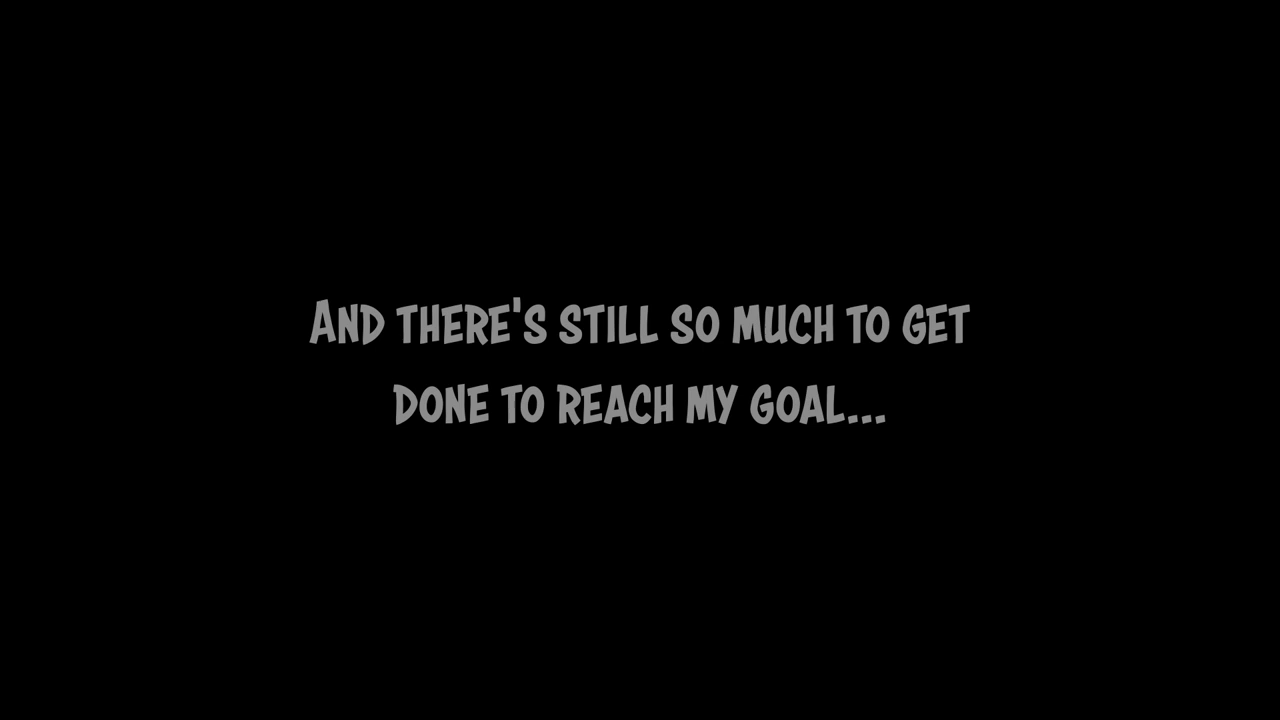 And there's still so much to get
done to reach my goal...